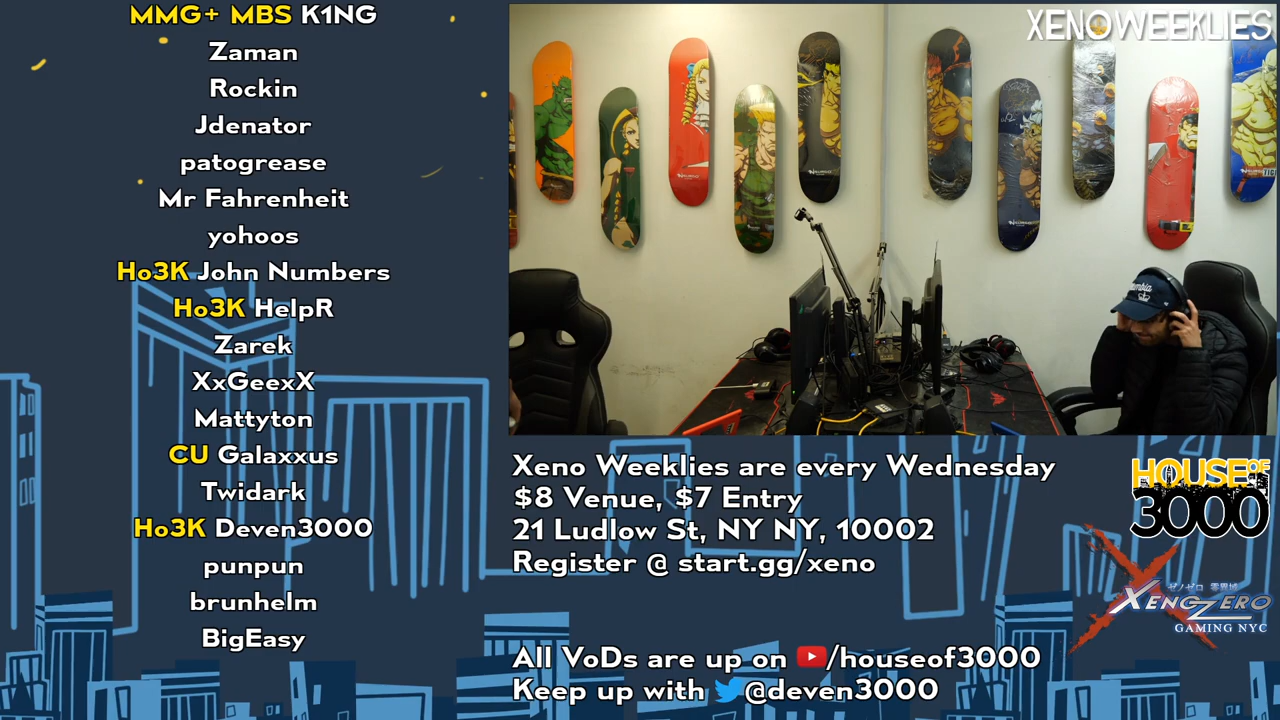 MMG+ MBS K1NG
Zaman
Rockin
Jdenator
patogrease
Mr Fahrenheit
yohoos
Ho3K John Numbers
Ho3K HelpR
Zarek
XxGeexX
Mattyton
CU Galaxxus
Twidark
Ho3K Deven3000
punpun
brunhelm
BigEasy
XENOWEEKLIES
Xeno Weeklies are every Wednesday
$8 Venue, $7 Entry
21 Ludlow St, NY NY, 10002
Register @ start.gg/xeno
All VoDs are up on /houseof3000
Keep up with @deven3000
HOUSE OF
3000
XENOZERO
GAMING NYC